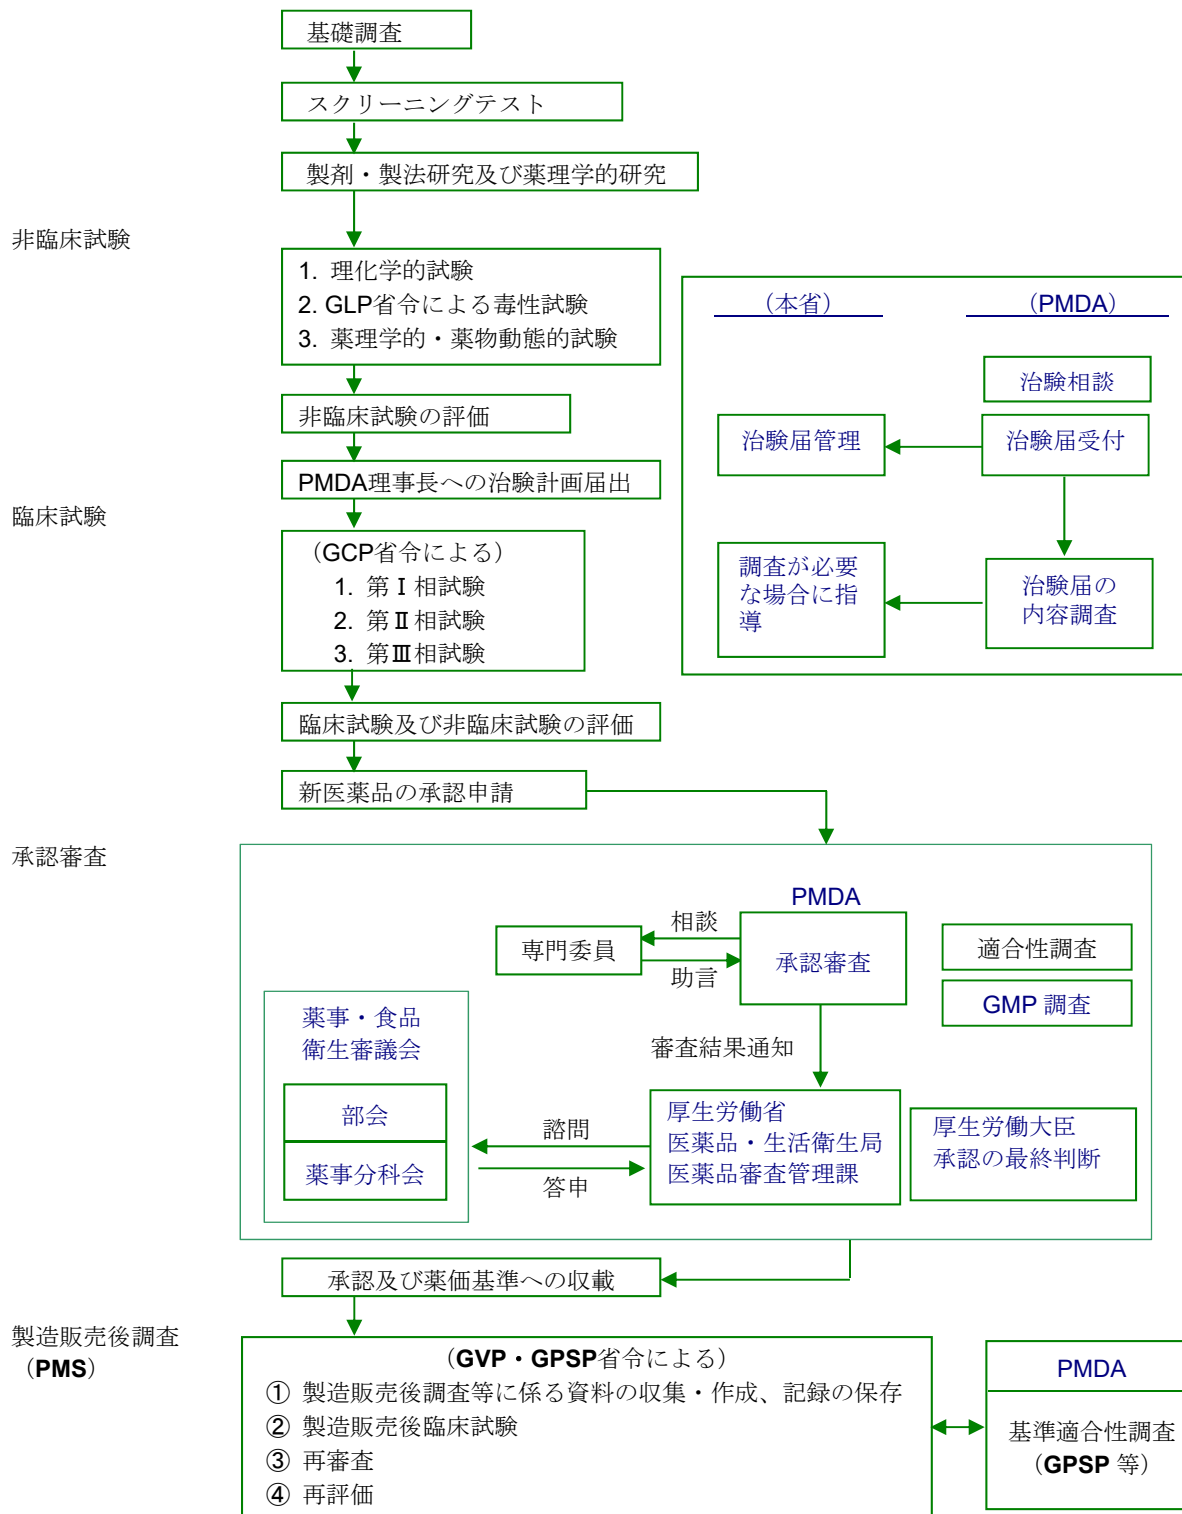 基礎調査
スクリーニングテスト
製剤・製法研究及び薬理学的研究
非臨床試験
1. 理化学的試験
2. GLP省令による毒性試験
3. 薬理学的・薬物動態的試験
非臨床試験の評価
PMDA理事長への治験計画届出
臨床試験
（GCP省令による）
1. 第Ⅰ相試験
2. 第Ⅱ相試験
3. 第Ⅲ相試験
臨床試験及び非臨床試験の評価
新医薬品の承認申請
（本省）
（PMDA）
治験相談
治験届管理
治験届受付
調査が必要
な場合に指
導
治験届の
内容調査
承認審査
PMDA
相談
専門委員
承認審査
助言
適合性調査
GMP 調査
審査結果通知
薬事・食品
衛生審議会
部会
薬事分科会
諮問
答申
厚生労働省
医薬品・生活衛生局
医薬品審査管理課
厚生労働大臣
承認の最終判断
承認及び薬価基準への収載
製造販売後調査
（PMS）
（GVP・GPSP省令による）
① 製造販売後調査等に係る資料の収集・作成、記録の保存
② 製造販売後臨床試験
③ 再審査
④ 再評価
PMDA
基準適合性調査
（GPSP 等）